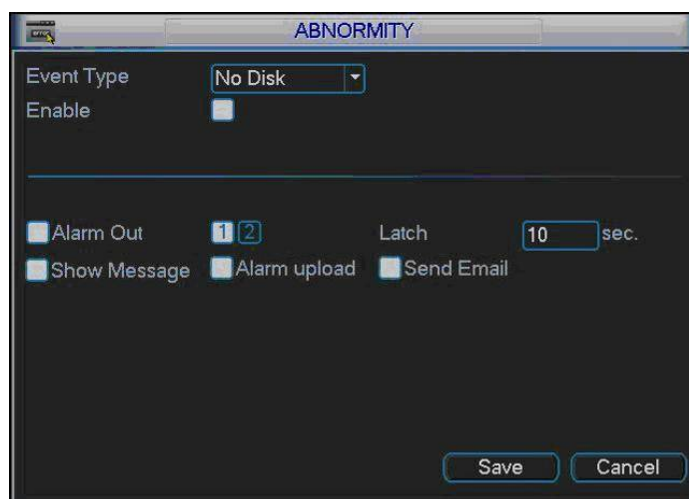 ABNORMITY
Event Type No Disk
Enable
Alarm Out 1 2 Latch 10 sec.
Show Message Alarm upload Send Email
Save Cancel